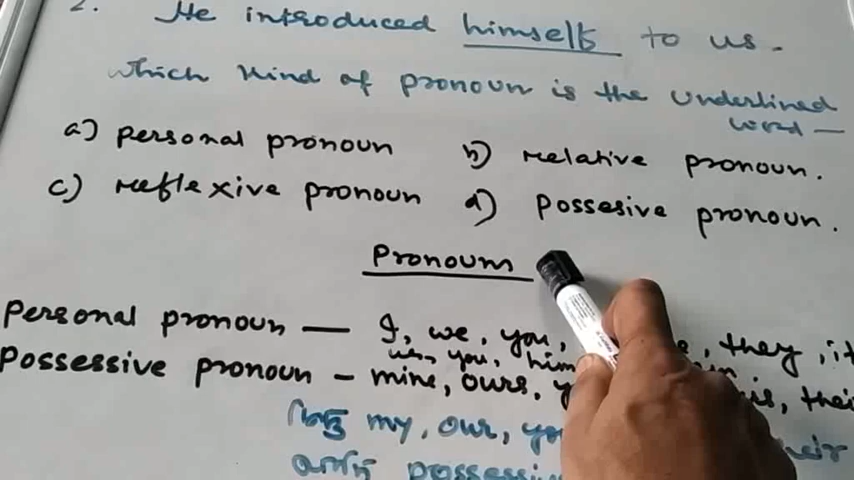 2. He introduced himself to us.
which kind of pronoun is the underlined word—
a) personal pronoun b) relative pronoun.
c) reflexive pronoun d) possesive pronoun.
Pronoun
Personal pronoun — I, we, you, they, it
us, you, him
Possessive pronoun – mine, ours,
কিন্তু my, our,
possessi